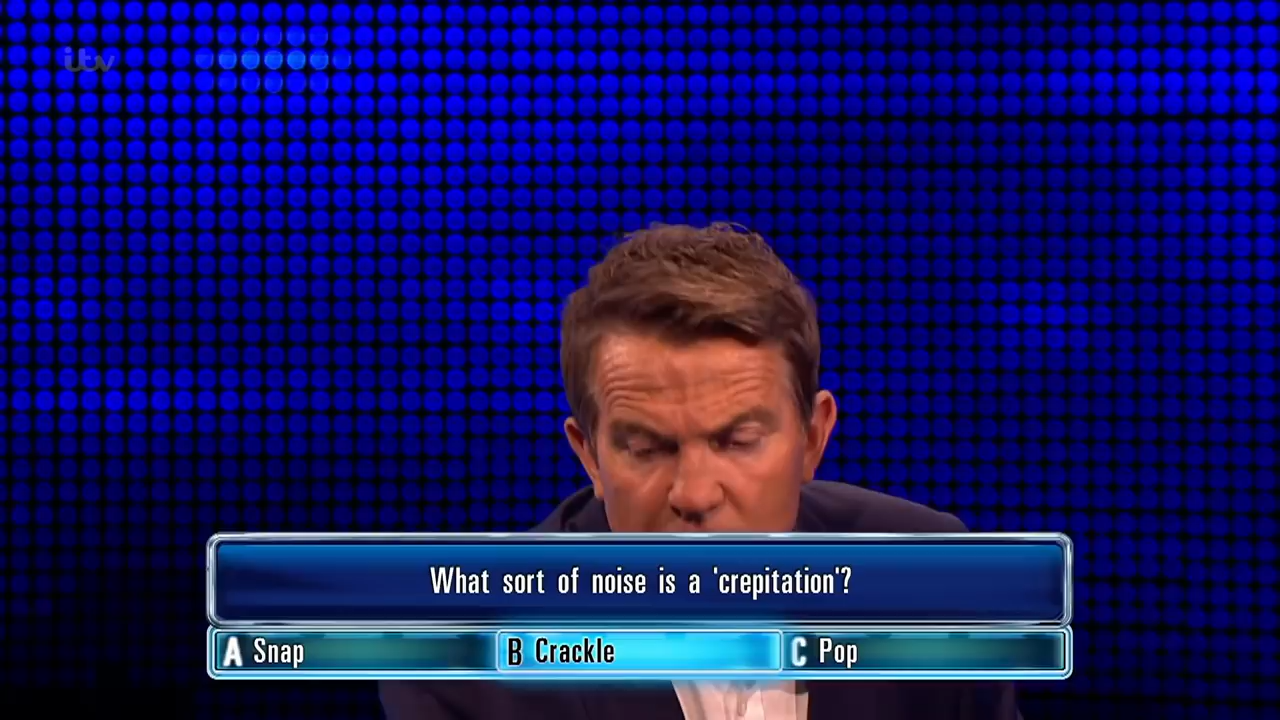 itv
What sort of noise is a 'crepitation'?
A Snap
B Crackle
C Pop